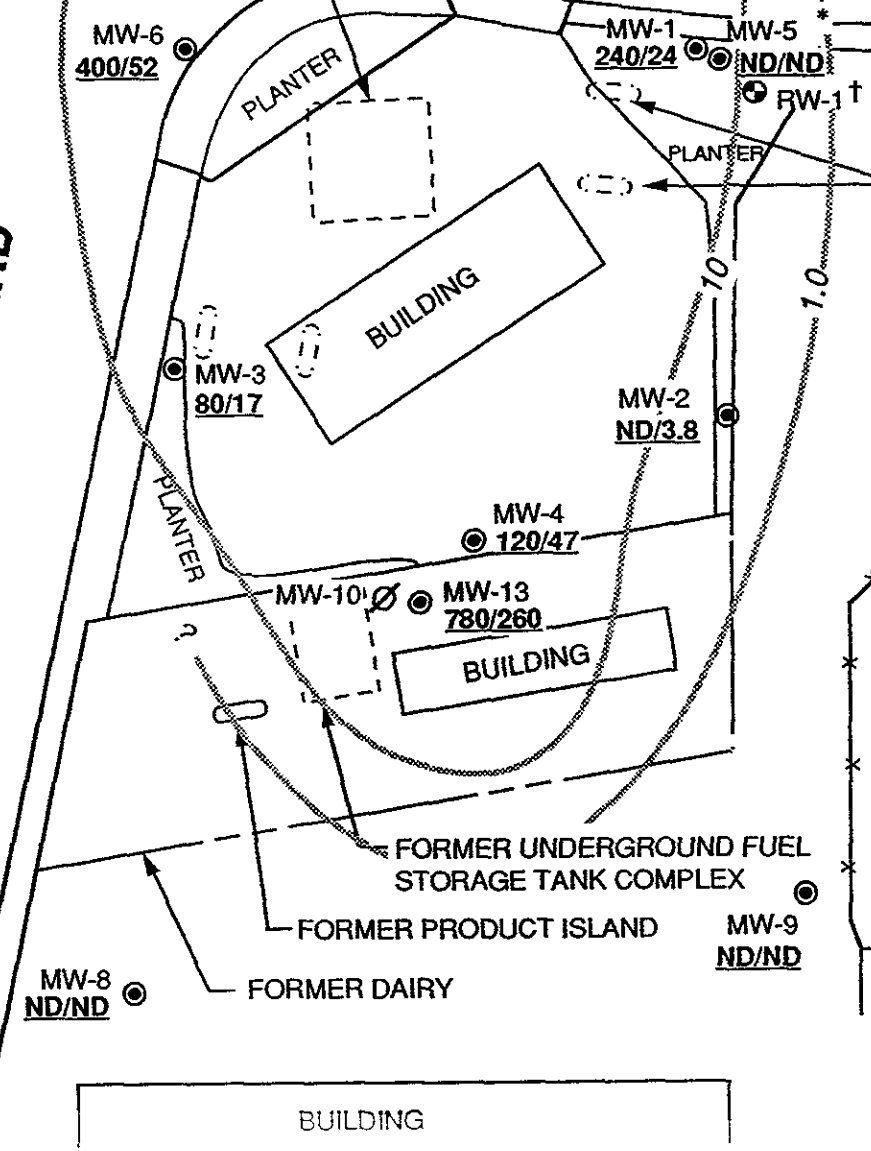 MW-6
400/52
MW-1
240/24
MW-5
ND/ND
*
RW-1†
PLANTER
PLANTER
BUILDING
10
1.0
MW-3
80/17
MW-2
ND/3.8
PLANTER
MW-4
120/47
MW-10
MW-13
780/260
?
BUILDING
FORMER UNDERGROUND FUEL
STORAGE TANK COMPLEX
FORMER PRODUCT ISLAND
MW-9
ND/ND
MW-8
ND/ND
FORMER DAIRY
BUILDING